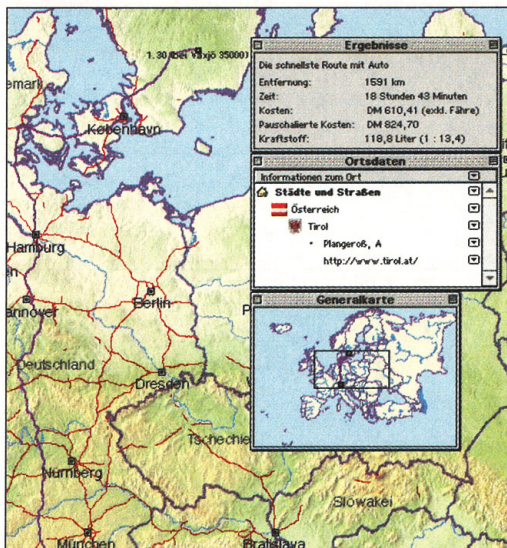 1. 30 (bei Växjö 35000)
København
Hamburg
Berlin
Deutschland
Dresden
Tschechie
Nürnberg
Slowakei
München
Bratislava
Ergebnisse
Die schnellste Route mit Auto
Entfernung: 1591 km
Zeit: 18 Stunden 43 Minuten
Kosten: DM 610,41 (exkl. Fähre)
Pauschalierte Kosten: DM 824,70
Kraftstoff: 118,8 Liter (1 : 13,4)
Ortsdaten
Informationen zum Ort
Städte und Straßen
Österreich
Tirol
• Plangeroß, A
http://www.tirol.at/
Generalkarte